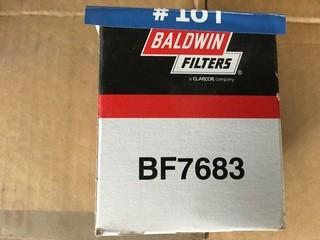 # 101
BALDWIN
FILTERS ®
a CLARCOR company
BF7683